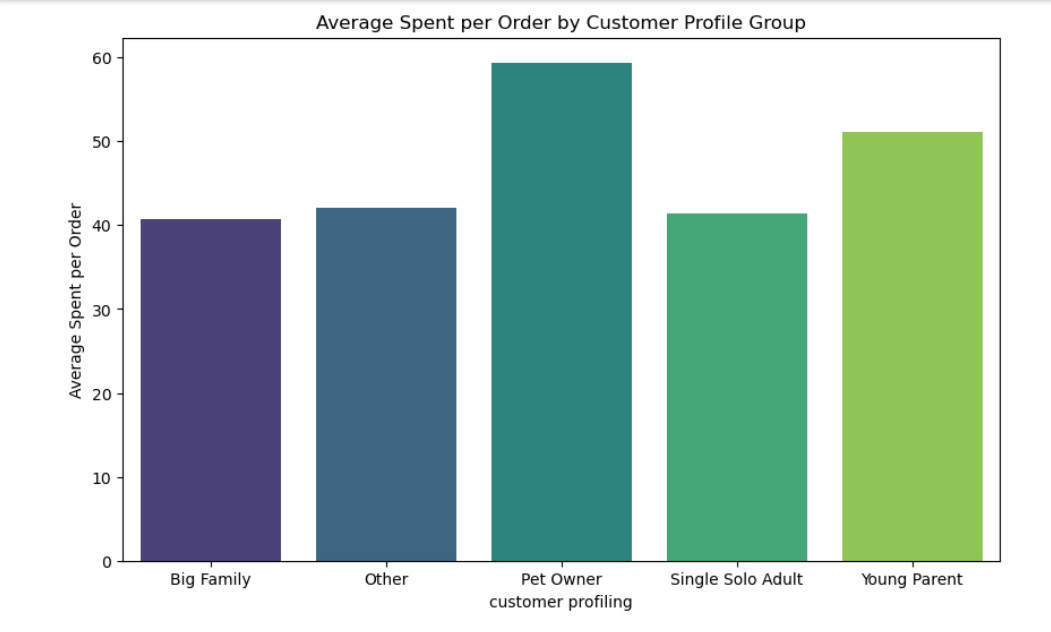 Average Spent per Order by Customer Profile Group
Average Spent per Order
60
50
40
30
20
10
0
Big Family Other Pet Owner Single Solo Adult Young Parent
customer profiling